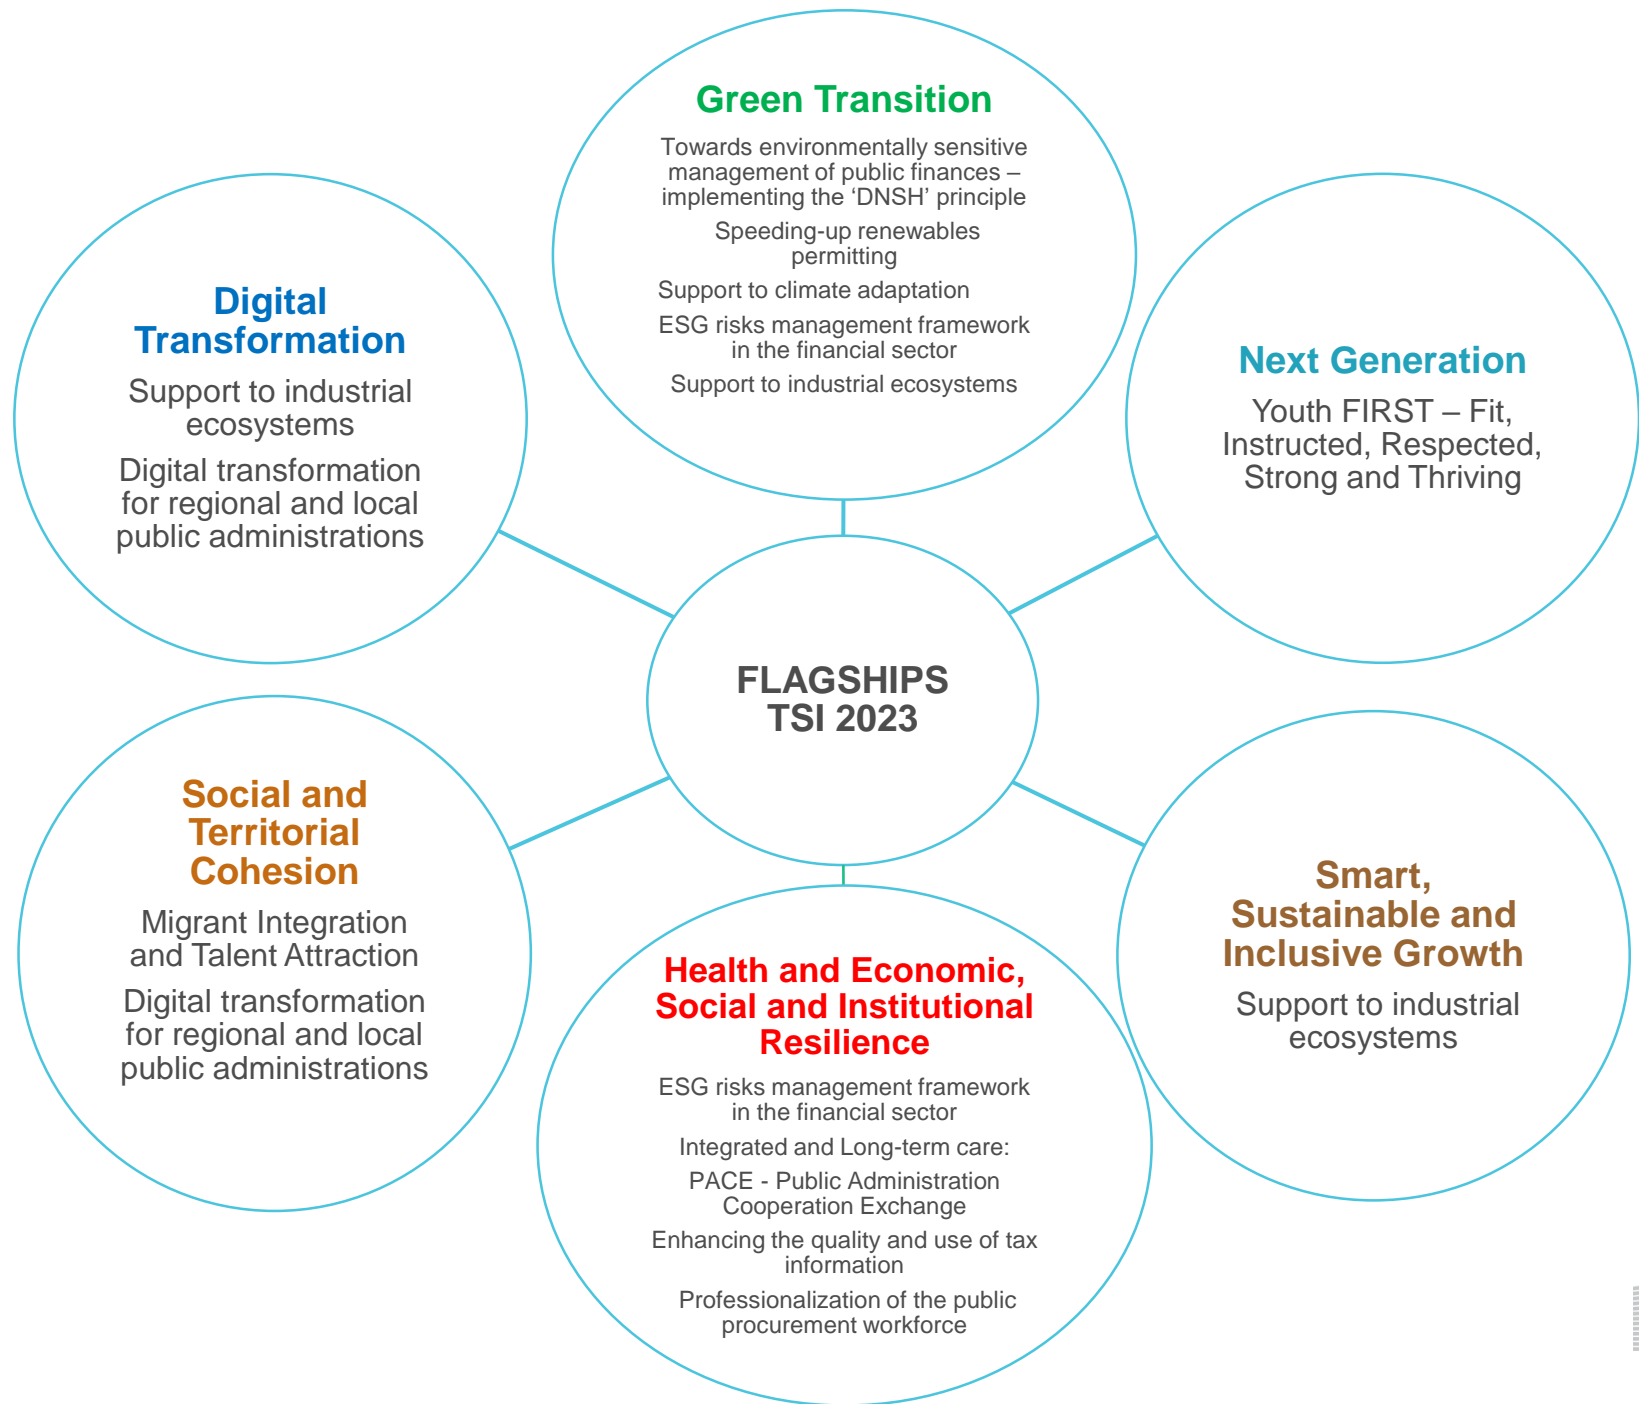 Green Transition
Towards environmentally sensitive
management of public finances –
implementing the ‘DNSH’ principle
Speeding-up renewables
permitting
Support to climate adaptation
ESG risks management framework
in the financial sector
Support to industrial ecosystems
Digital
Transformation
Support to industrial
ecosystems
Digital transformation
for regional and local
public administrations
Next Generation
Youth FIRST – Fit,
Instructed, Respected,
Strong and Thriving
FLAGSHIPS
TSI 2023
Social and
Territorial
Cohesion
Migrant Integration
and Talent Attraction
Digital transformation
for regional and local
public administrations
Health and Economic,
Social and Institutional
Resilience
ESG risks management framework
in the financial sector
Integrated and Long-term care:
PACE - Public Administration
Cooperation Exchange
Enhancing the quality and use of tax
information
Professionalization of the public
procurement workforce
Smart,
Sustainable and
Inclusive Growth
Support to industrial
ecosystems